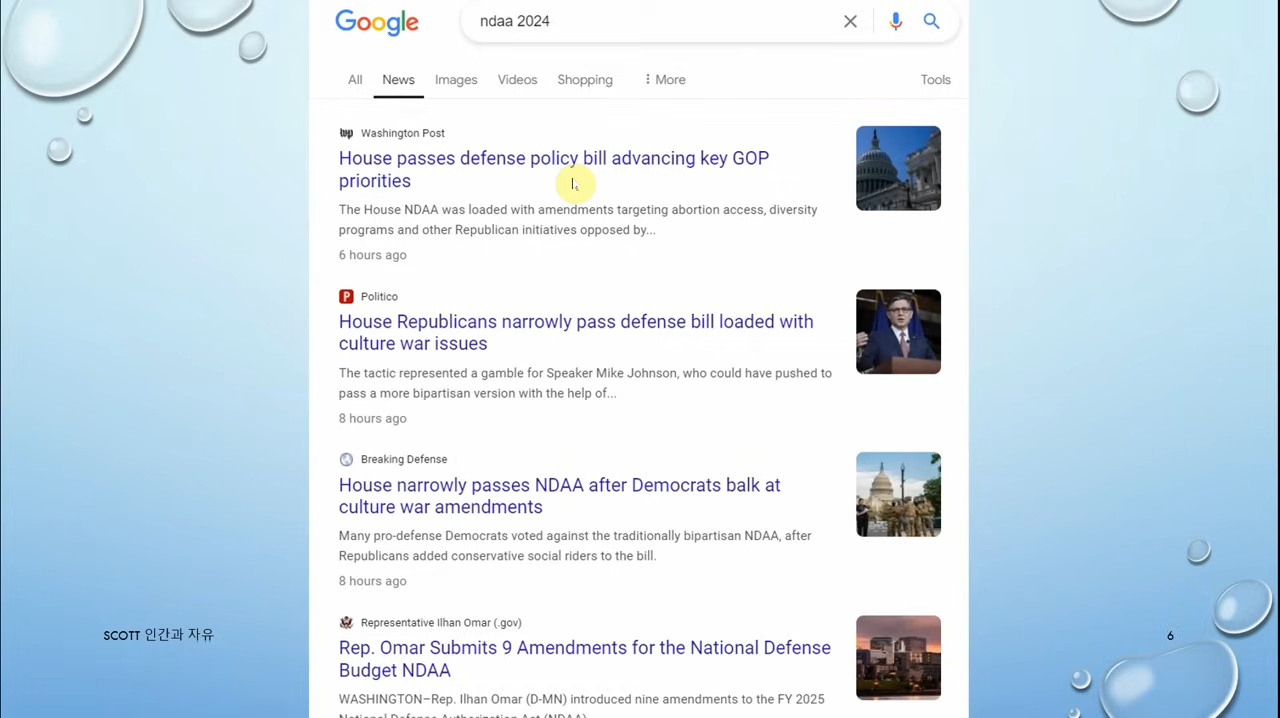 Google
ndaa 2024
All News Images Videos Shopping More Tools
Washington Post
House passes defense policy bill advancing key GOP
priorities
The House NDAA was loaded with amendments targeting abortion access, diversity
programs and other Republican initiatives opposed by...
6 hours ago
Politico
House Republicans narrowly pass defense bill loaded with
culture war issues
The tactic represented a gamble for Speaker Mike Johnson, who could have pushed to
pass a more bipartisan version with the help of...
8 hours ago
Breaking Defense
House narrowly passes NDAA after Democrats balk at
culture war amendments
Many pro-defense Democrats voted against the traditionally bipartisan NDAA, after
Republicans added conservative social riders to the bill.
8 hours ago
Representative Ilhan Omar (.gov)
Rep. Omar Submits 9 Amendments for the National Defense
Budget NDAA
WASHINGTON–Rep. Ilhan Omar (D-MN) introduced nine amendments to the FY 2025
National Defense Authorization Act (NDAA)
SCOTT 인간과 자유
6